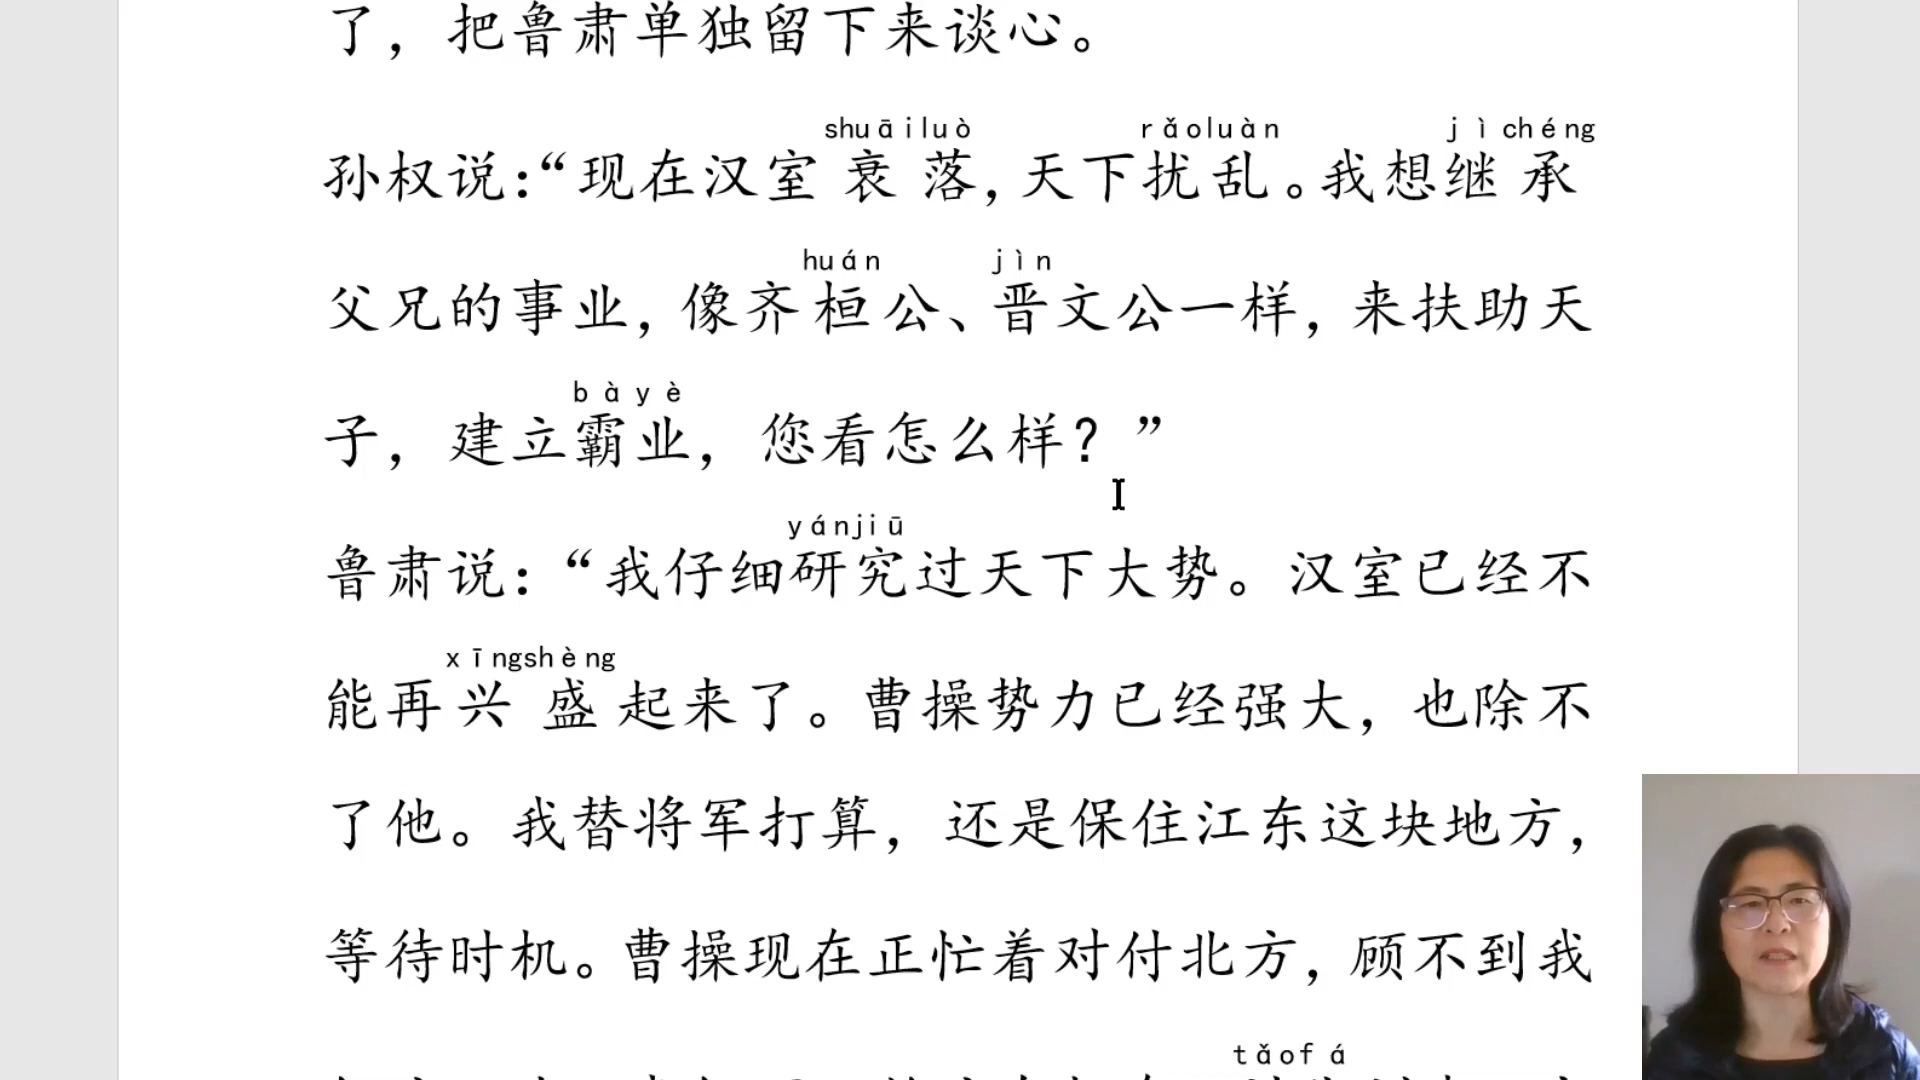 了，把鲁肃单独留下来谈心。
shuāiluò rǎoluàn jìchéng
孙权说：“现在汉室衰落，天下扰乱。我想继承
huán jìn
父兄的事业，像齐桓公、晋文公一样，来扶助天
bàyè
子，建立霸业，您看怎么样？”
yánjiū
鲁肃说：“我仔细研究过天下大势。汉室已经不
xīngshèng
能再兴盛起来了。曹操势力已经强大，也除不
了他。我替将军打算，还是保住江东这块地方，
等待时机。曹操现在正忙着对付北方，顾不到我
tǎofá